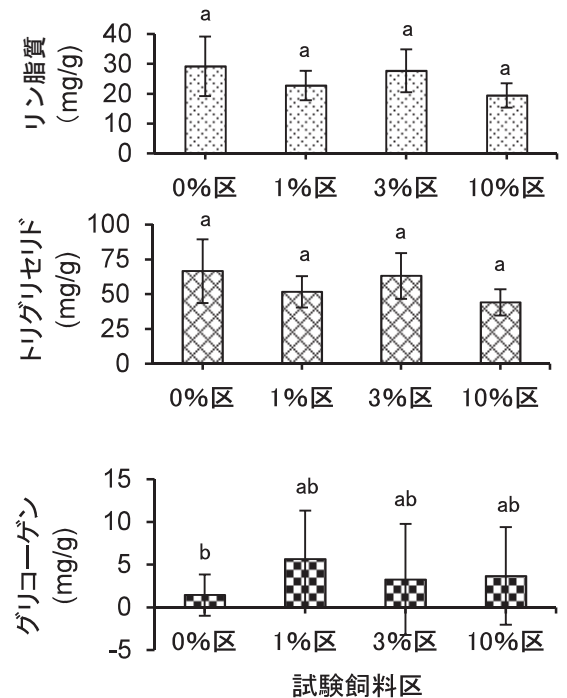 リン脂質
(mg/g)
40
30
20
10
0
a
a
a
a
0%区 1%区 3%区 10%区
トリグリセリド
(mg/g)
100
75
50
25
0
a
a
a
a
0%区 1%区 3%区 10%区
グリコーゲン
(mg/g)
15
10
5
0
-5
b
ab
ab
ab
0%区 1%区 3%区 10%区
試験飼料区